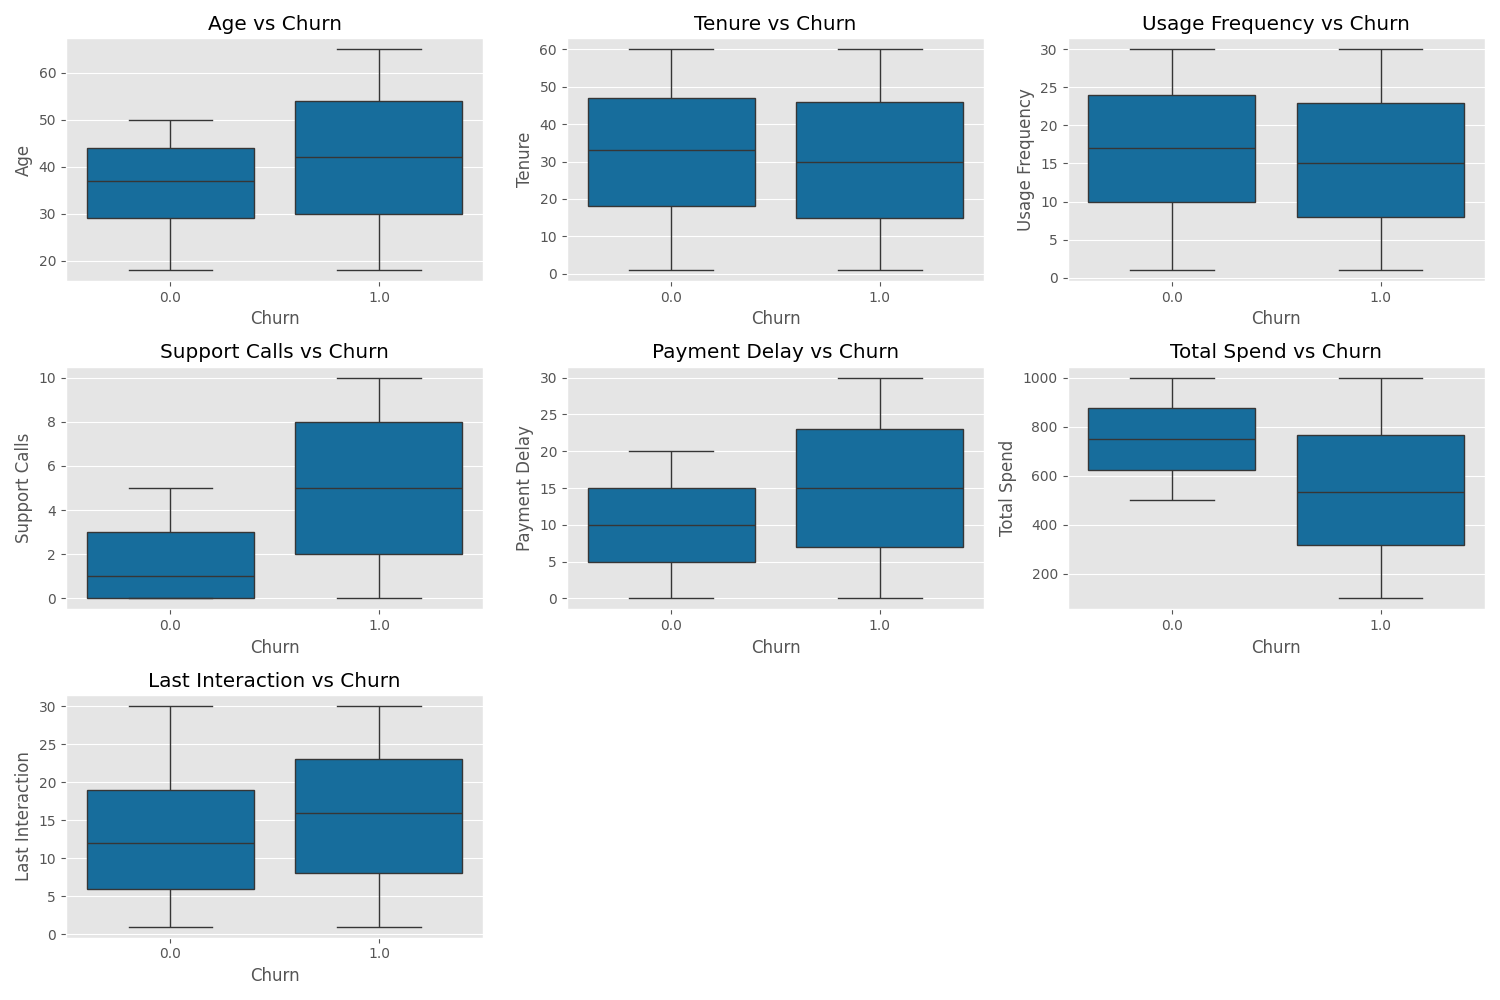 Age vs Churn
Age
60
50
40
30
20
0.0 1.0
Churn
Tenure vs Churn
Tenure
60
50
40
30
20
10
0
0.0 1.0
Churn
Usage Frequency vs Churn
Usage Frequency
30
25
20
15
10
5
0
0.0 1.0
Churn
Support Calls vs Churn
Support Calls
10
8
6
4
2
0
0.0 1.0
Churn
Payment Delay vs Churn
Payment Delay
30
25
20
15
10
5
0
0.0 1.0
Churn
Total Spend vs Churn
Total Spend
1000
800
600
400
200
0.0 1.0
Churn
Last Interaction vs Churn
Last Interaction
30
25
20
15
10
5
0
0.0 1.0
Churn